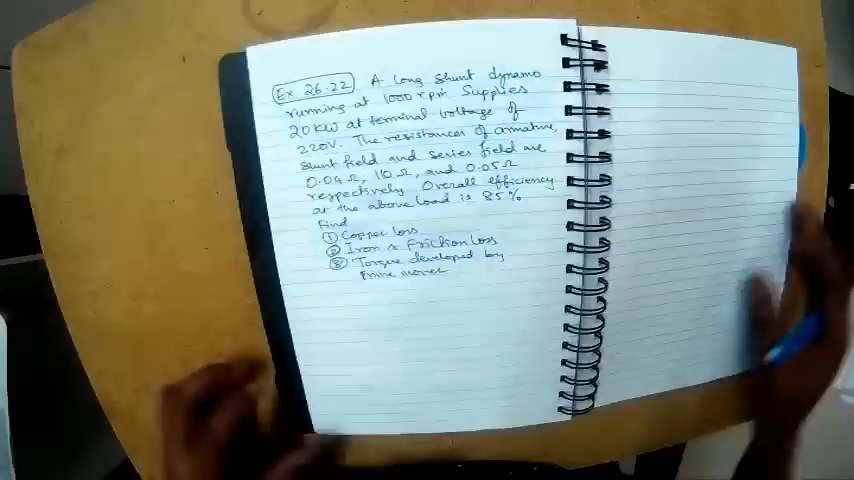 Ex 26.22 A long shunt dynamo
running at 1000 rpm supplies
20KW at terminal voltage of
220V. The resistances of armature,
shunt field and series field are
0.04Ω, 110Ω, and 0.05Ω
respectively Overall efficiency
at the above load is 85%
Find
① Copper loss
② Iron & Friction loss
③ Torque developed by
Prime mover